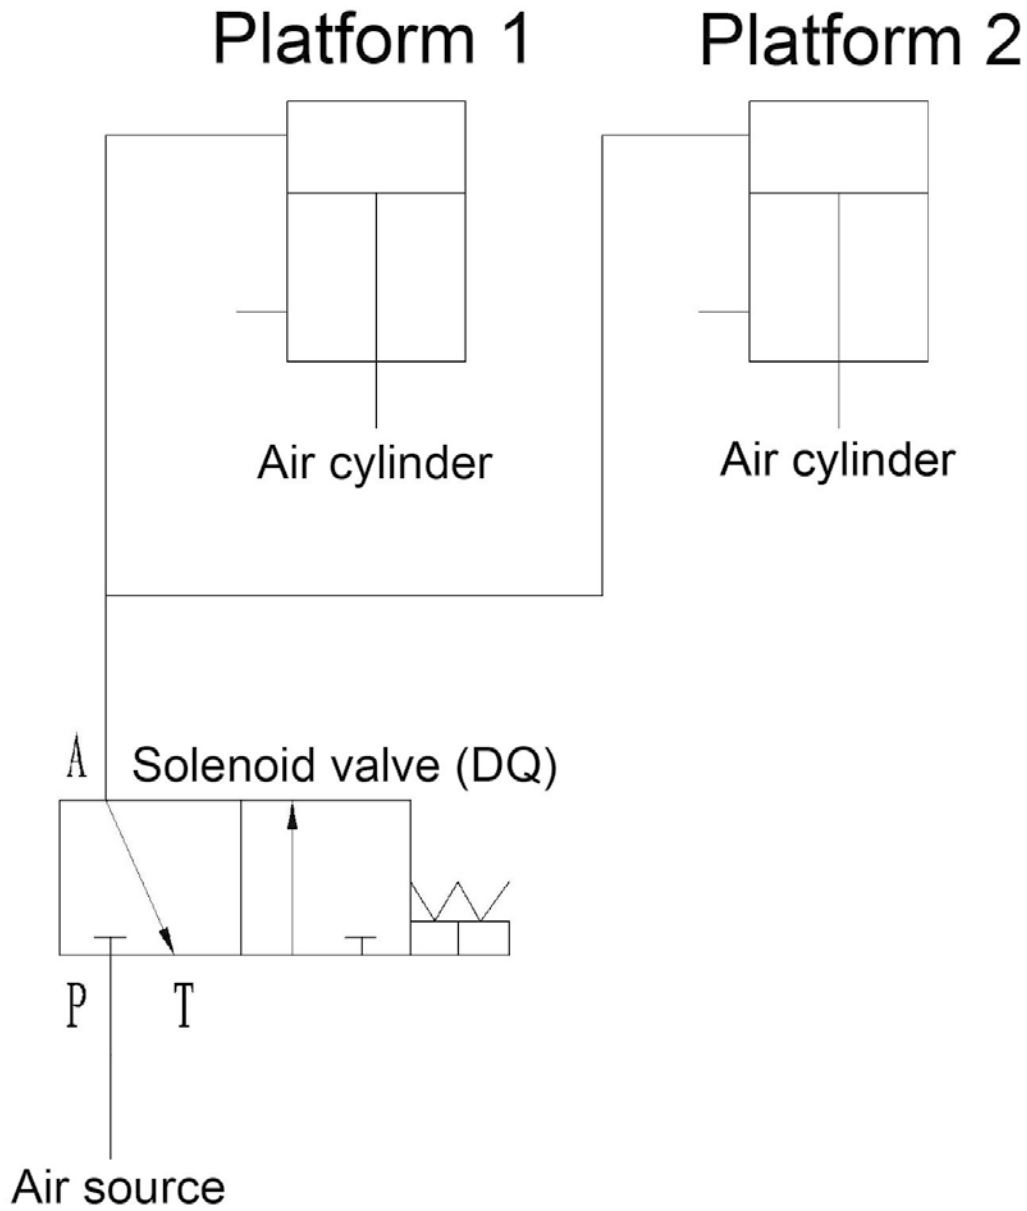 Platform 1
Platform 2
Air cylinder
Air cylinder
A
Solenoid valve (DQ)
P
T
Air source